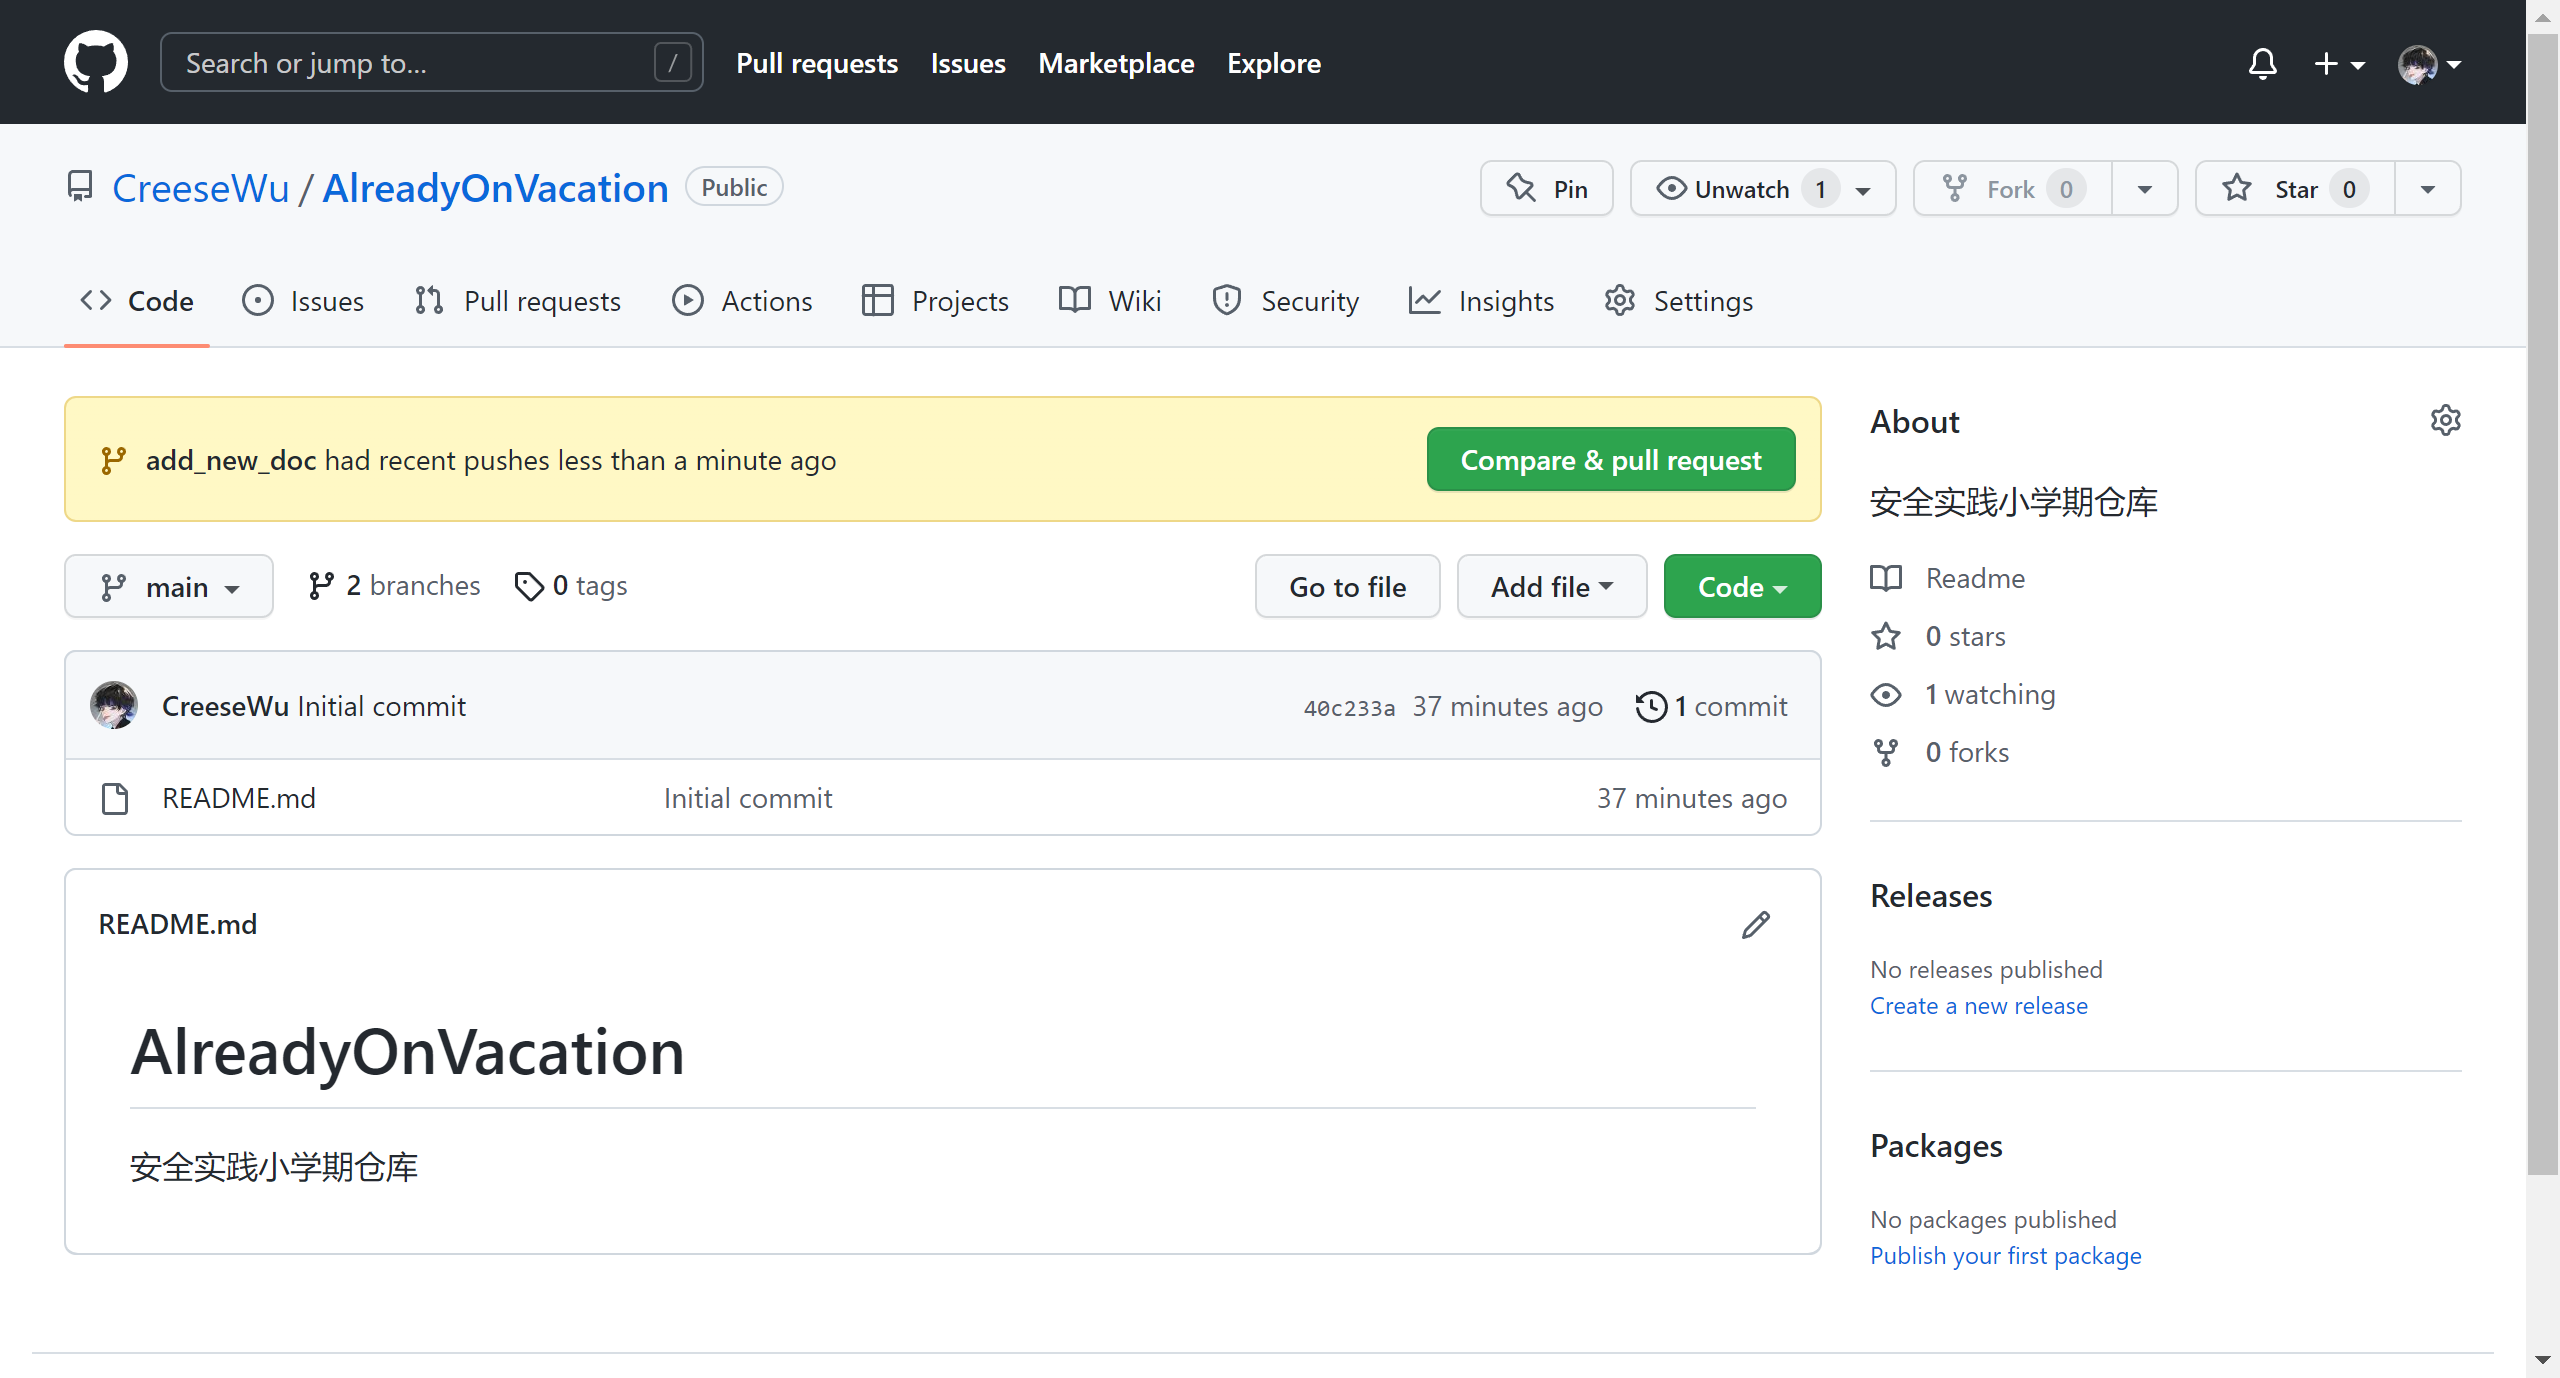 Search or jump to... /
Pull requests Issues Marketplace Explore
CreeseWu / AlreadyOnVacation Public
Pin Unwatch 1 Fork 0 Star 0
Code Issues Pull requests Actions Projects Wiki Security Insights Settings
add_new_doc had recent pushes less than a minute ago Compare & pull request
main 2 branches 0 tags Go to file Add file Code
CreeseWu Initial commit 40c233a 37 minutes ago 1 commit
README.md Initial commit 37 minutes ago
README.md
AlreadyOnVacation
安全实践小学期仓库
About
安全实践小学期仓库
Readme
0 stars
1 watching
0 forks
Releases
No releases published
Create a new release
Packages
No packages published
Publish your first package